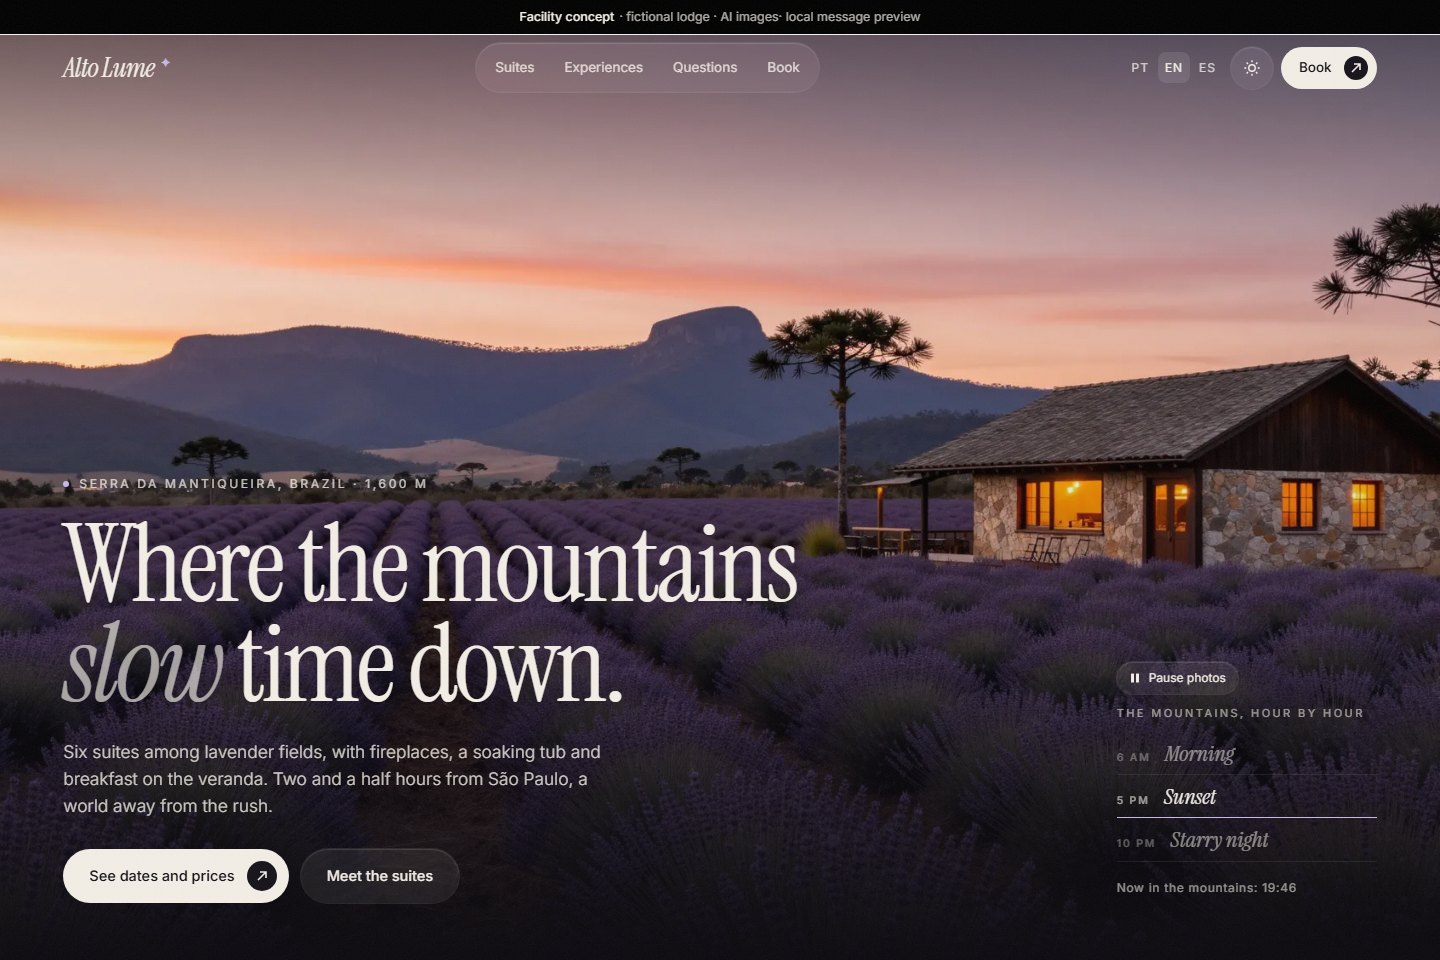 Facility concept · fictional lodge · AI images· local message preview
Alto Lume
Suites Experiences Questions Book
PT EN ES
Book
SERRA DA MANTIQUEIRA, BRAZIL · 1,600 M
Where the mountains
slow time down.
Six suites among lavender fields, with fireplaces, a soaking tub and
breakfast on the veranda. Two and a half hours from São Paulo, a
world away from the rush.
See dates and prices
Meet the suites
Pause photos
THE MOUNTAINS, HOUR BY HOUR
6 AM Morning
5 PM Sunset
10 PM Starry night
Now in the mountains: 19:46